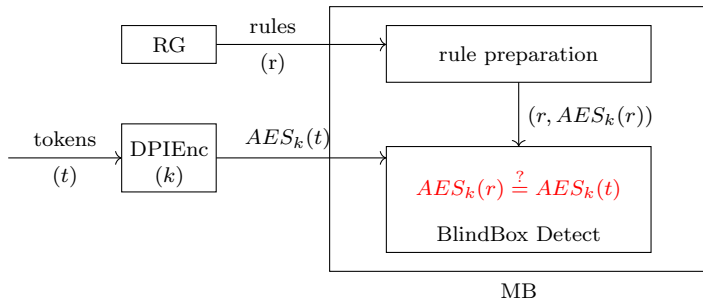 RG
rules
(r)
rule preparation
(r, AES_k(r))
tokens
(t)
DPIEnc
(k)
AES_k(t)
AES_k(r) ≟ AES_k(t)
BlindBox Detect
MB